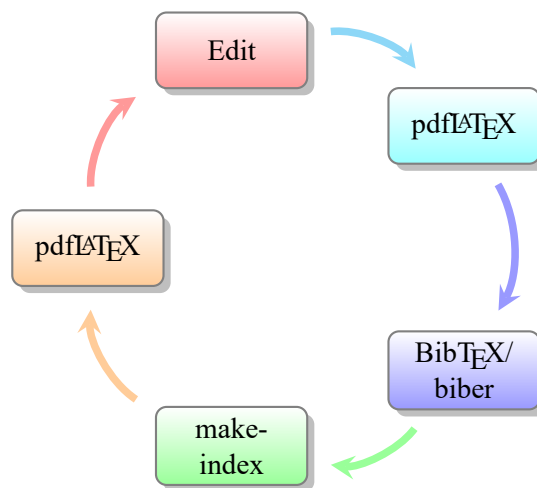 Edit
pdfLATEX
BibTEX/
biber
make-
index
pdfLATEX